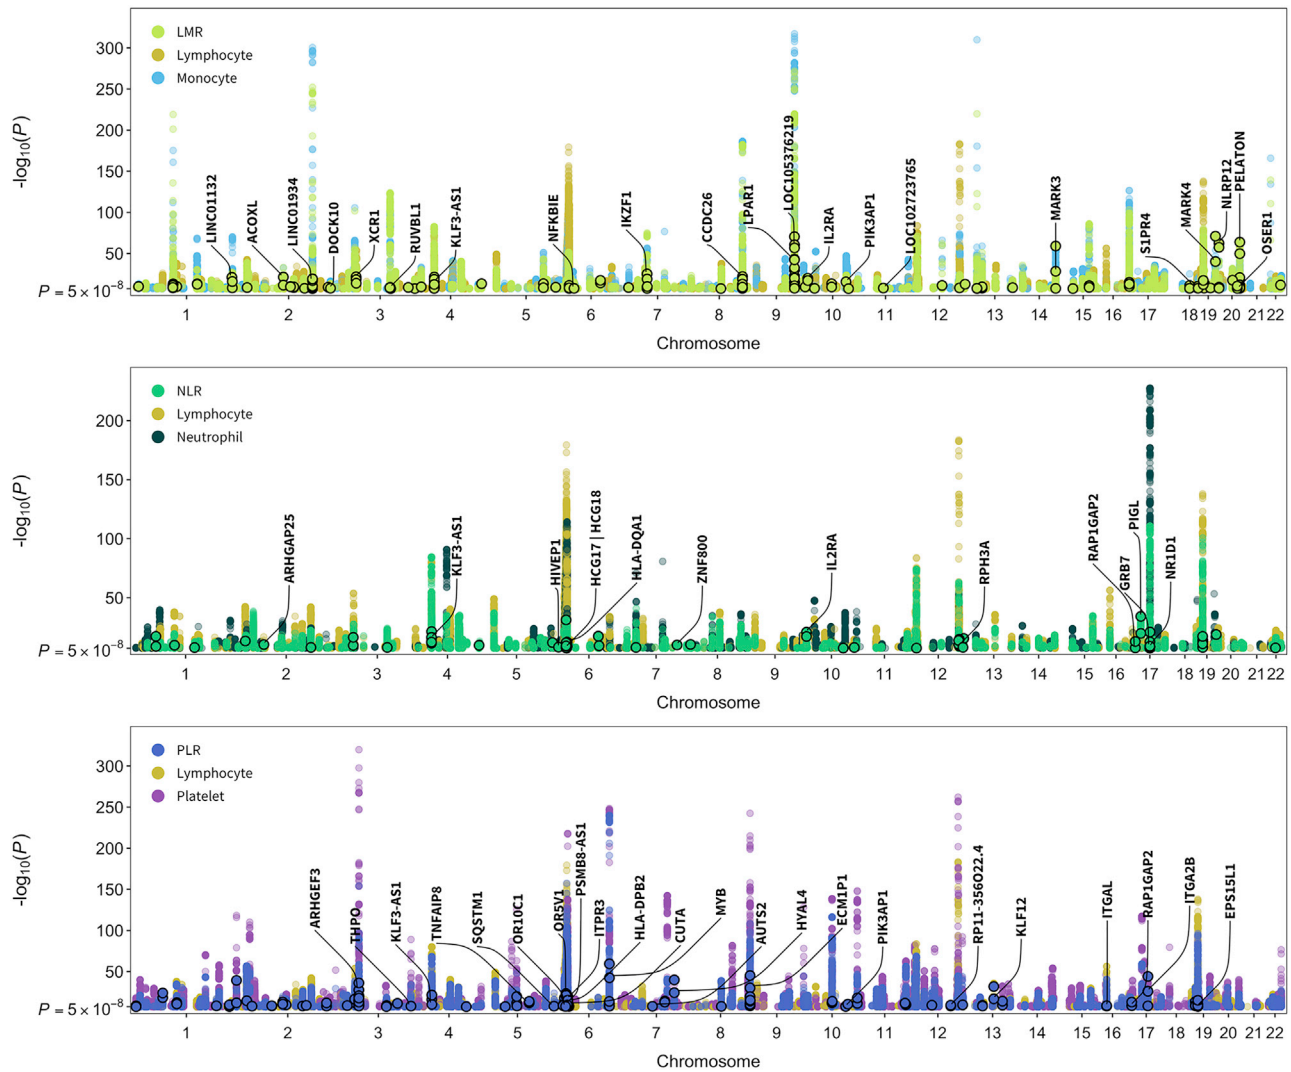 LMR
Lymphocyte
Monocyte
-log₁₀(P)
300
250
200
150
100
50
P = 5 × 10⁻⁸
LINC01132
ACOXL
LINC01934
DOCK10
XCR1
RUVBL1
KLF3-AS1
NFKBIE
IKZF1
CCDC26
LPAR1
LOC105376219
IL2RA
PIK3AP1
LOC102723765
MARK3
S1PR4
MARK4
NLRP12
PELATON
OSER1
1 2 3 4 5 6 7 8 9 10 11 12 13 14 15 17 18 19 20 21 22
Chromosome
NLR
Lymphocyte
Neutrophil
-log₁₀(P)
200
150
100
50
P = 5 × 10⁻⁸
ARHGAP25
KLF3-AS1
HIVEP1
HCG17 | HCG18
HLA-DQA1
ZNF800
IL2RA
RPH3A
RAP1GAP2
GRB7
PIGL
NR1D1
1 2 3 4 5 6 7 8 9 10 11 12 13 14 15 16 17 18 19 20 21 22
Chromosome
PLR
Lymphocyte
Platelet
-log₁₀(P)
300
250
200
150
100
50
P = 5 × 10⁻⁸
ARHGEF3
THPO
KLF3-AS1
TNFAIP8
SQSTM1
OR10C1
OR5V1
PSMB8-AS1
ITPR3
HLA-DPB2
CUTA
MYB
AUTS2
HYAL4
ECM1P1
PIK3AP1
RP11-356O22.4
KLF12
ITGAL
RAP1GAP2
ITGA2B
EPS15L1
1 2 3 4 5 6 7 8 9 10 11 12 13 14 15 16 17 18 19 20 21 22
Chromosome